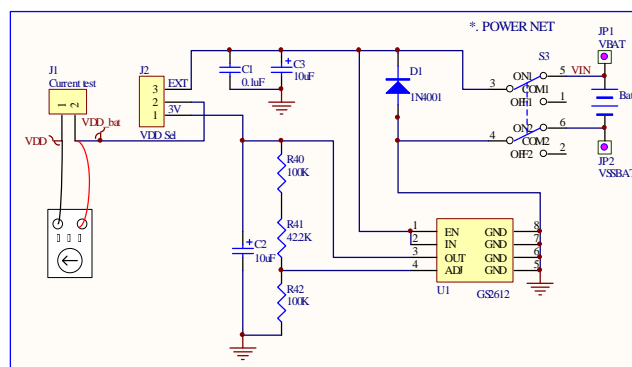 *. POWER NET
JP1
VBAT
J1
Current test
1 2
VDD_bat
VDD
J2
3 EXT
2
1 3V
VDD Sel
C1
0.1uF
C3
10uF
D1
1N4001
S3
ON1 5 VIN
3 COM1
OFF1 1
Bat
ON2 6
4 COM2
OFF2 2
JP2
VSSBAT
R40
100K
R41
42.2K
C2
10uF
R42
100K
1 EN GND 8
2 IN GND 7
3 OUT GND 6
4 ADJ GND 5
U1 GS2612